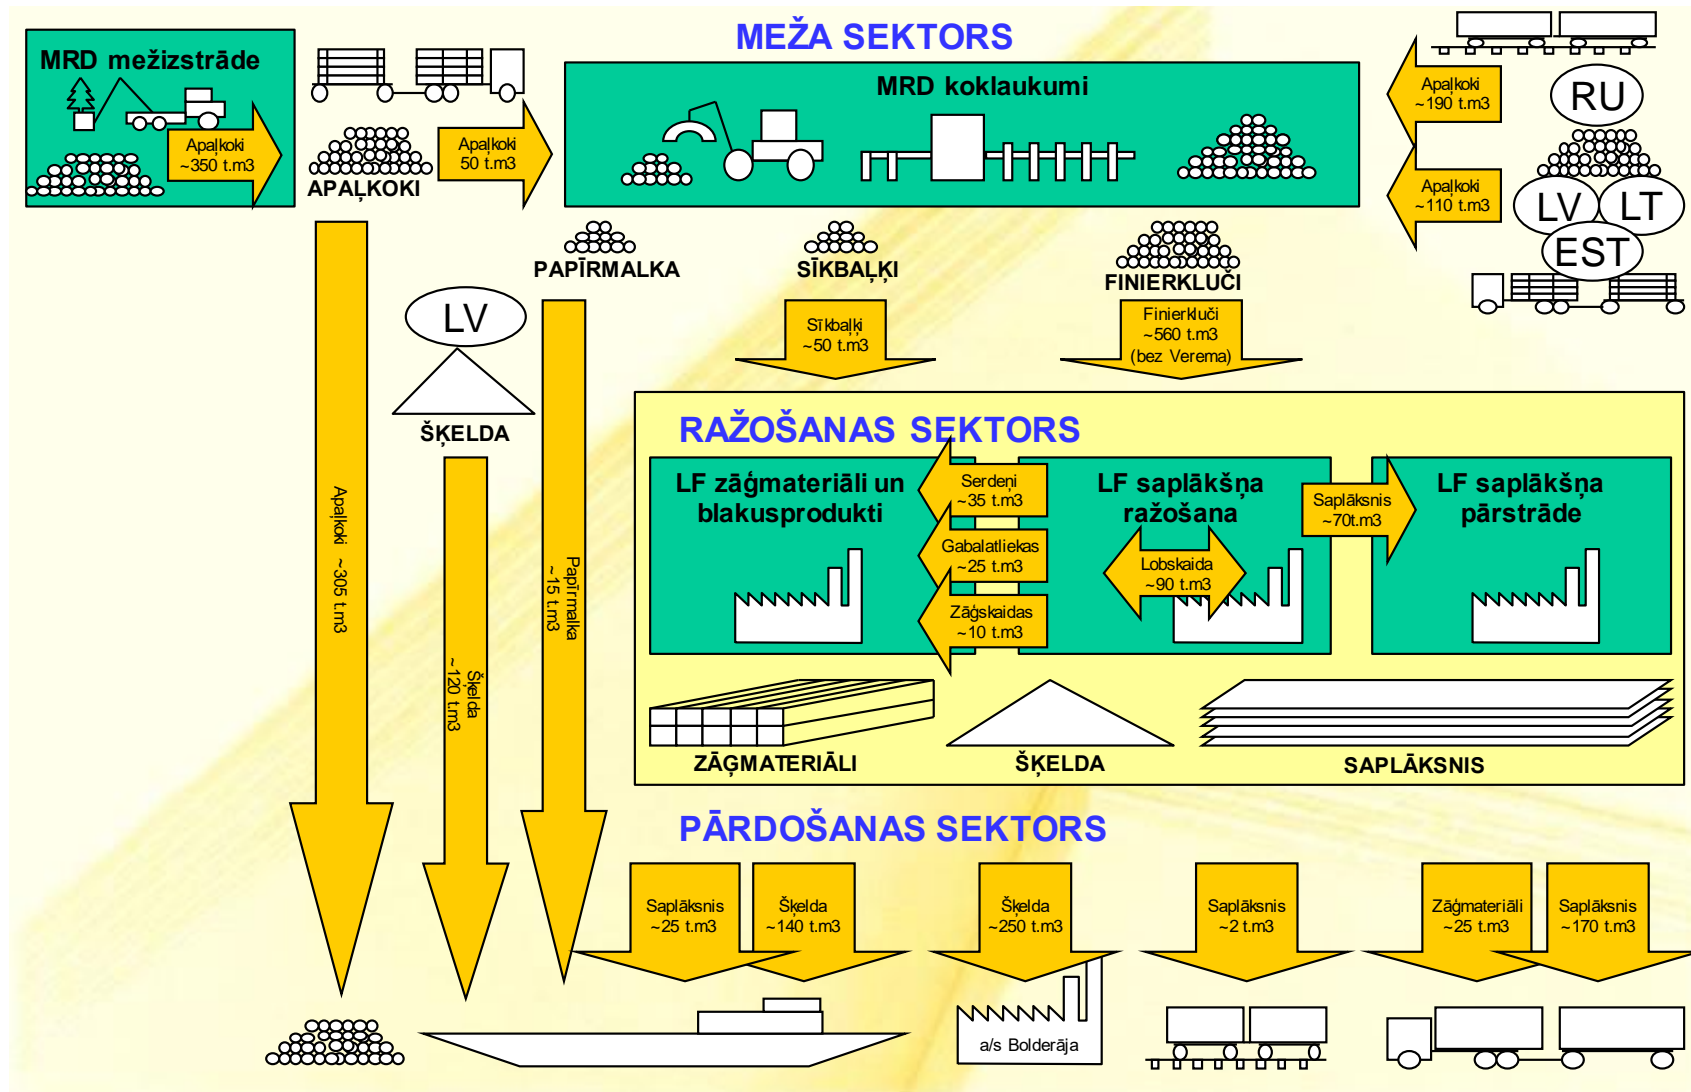 MEŽA SEKTORS
MRD mežizstrāde
Apaļkoki
~350 t.m3
APAĻKOKI
Apaļkoki
50 t.m3
MRD koklaukumi
Apaļkoki
~190 t.m3
RU
Apaļkoki
~110 t.m3
LV
LT
EST
PAPĪRMALKA
SĪKBAĻĶI
FINIERKLUČI
LV
ŠĶELDA
Sīkbaļķi
~50 t.m3
Finierkluči
~560 t.m3
(bez Verema)
Apaļkoki ~305 t.m3
Šķelda
~120 t.m3
Papīrmalka
~15 t.m3
RAŽOŠANAS SEKTORS
LF zāģmateriāli un
blakusprodukti
Serdeņi
~35 t.m3
Gabalatliekas
~25 t.m3
Zāģskaidas
~10 t.m3
LF saplākšņa
ražošana
Lobskaida
~90 t.m3
Saplāksnis
~70t.m3
LF saplākšņa
pārstrāde
ZĀĢMATERIĀLI
ŠĶELDA
SAPLĀKSNIS
PĀRDOŠANAS SEKTORS
Saplāksnis
~25 t.m3
Šķelda
~140 t.m3
Šķelda
~250 t.m3
Saplāksnis
~2 t.m3
Zāģmateriāli
~25 t.m3
Saplāksnis
~170 t.m3
a/s Bolderāja